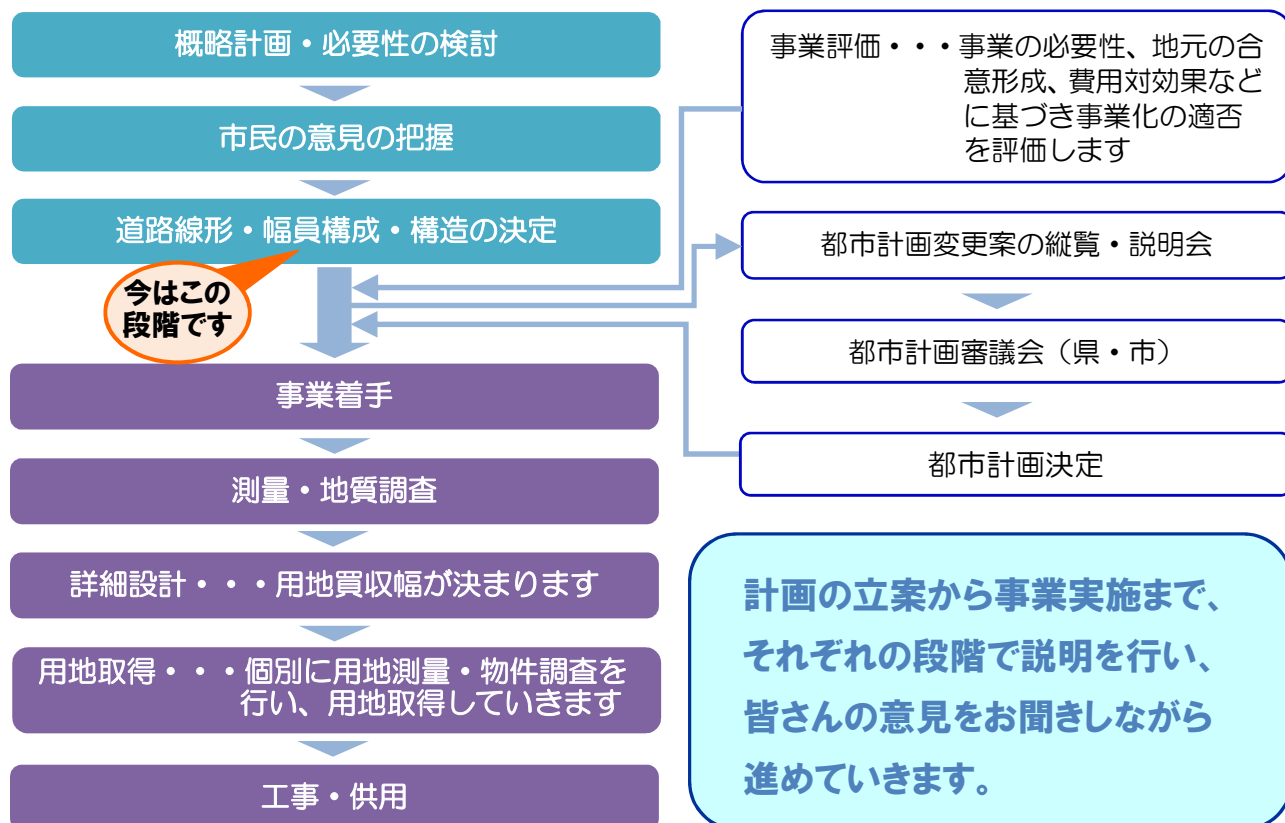 概略計画・必要性の検討
市民の意見の把握
道路線形・幅員構成・構造の決定
今はこの
段階です
事業着手
測量・地質調査
詳細設計・・・用地買収幅が決まります
用地取得・・・個別に用地測量・物件調査を
行い、用地取得していきます
工事・供用
事業評価・・・事業の必要性、地元の合
意形成、費用対効果など
に基づき事業化の適否
を評価します
都市計画変更案の縦覧・説明会
都市計画審議会（県・市）
都市計画決定
計画の立案から事業実施まで、
それぞれの段階で説明を行い、
皆さんの意見をお聞きしながら
進めていきます。